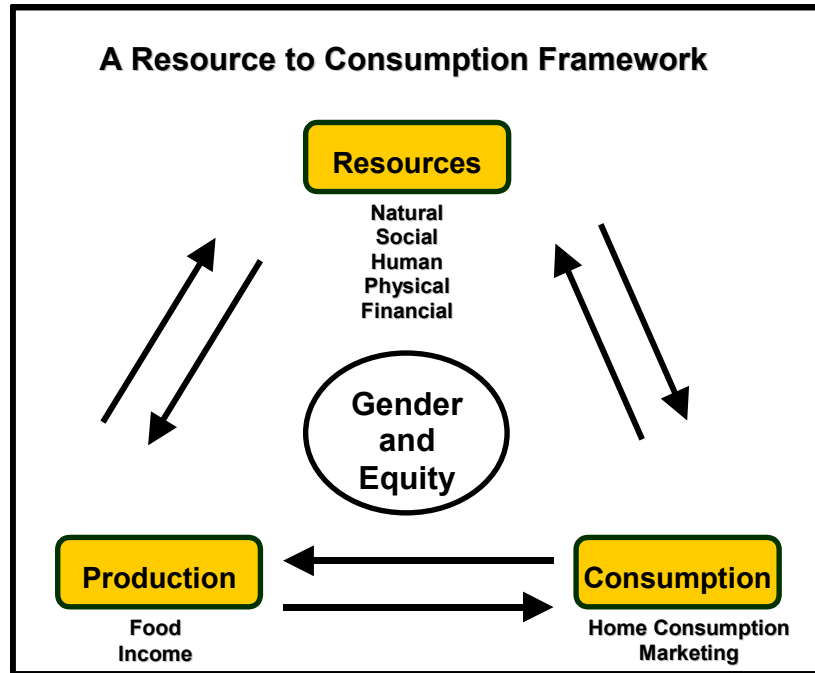 A Resource to Consumption Framework
Resources
Natural
Social
Human
Physical
Financial
Gender
and
Equity
Production
Food
Income
Consumption
Home Consumption
Marketing